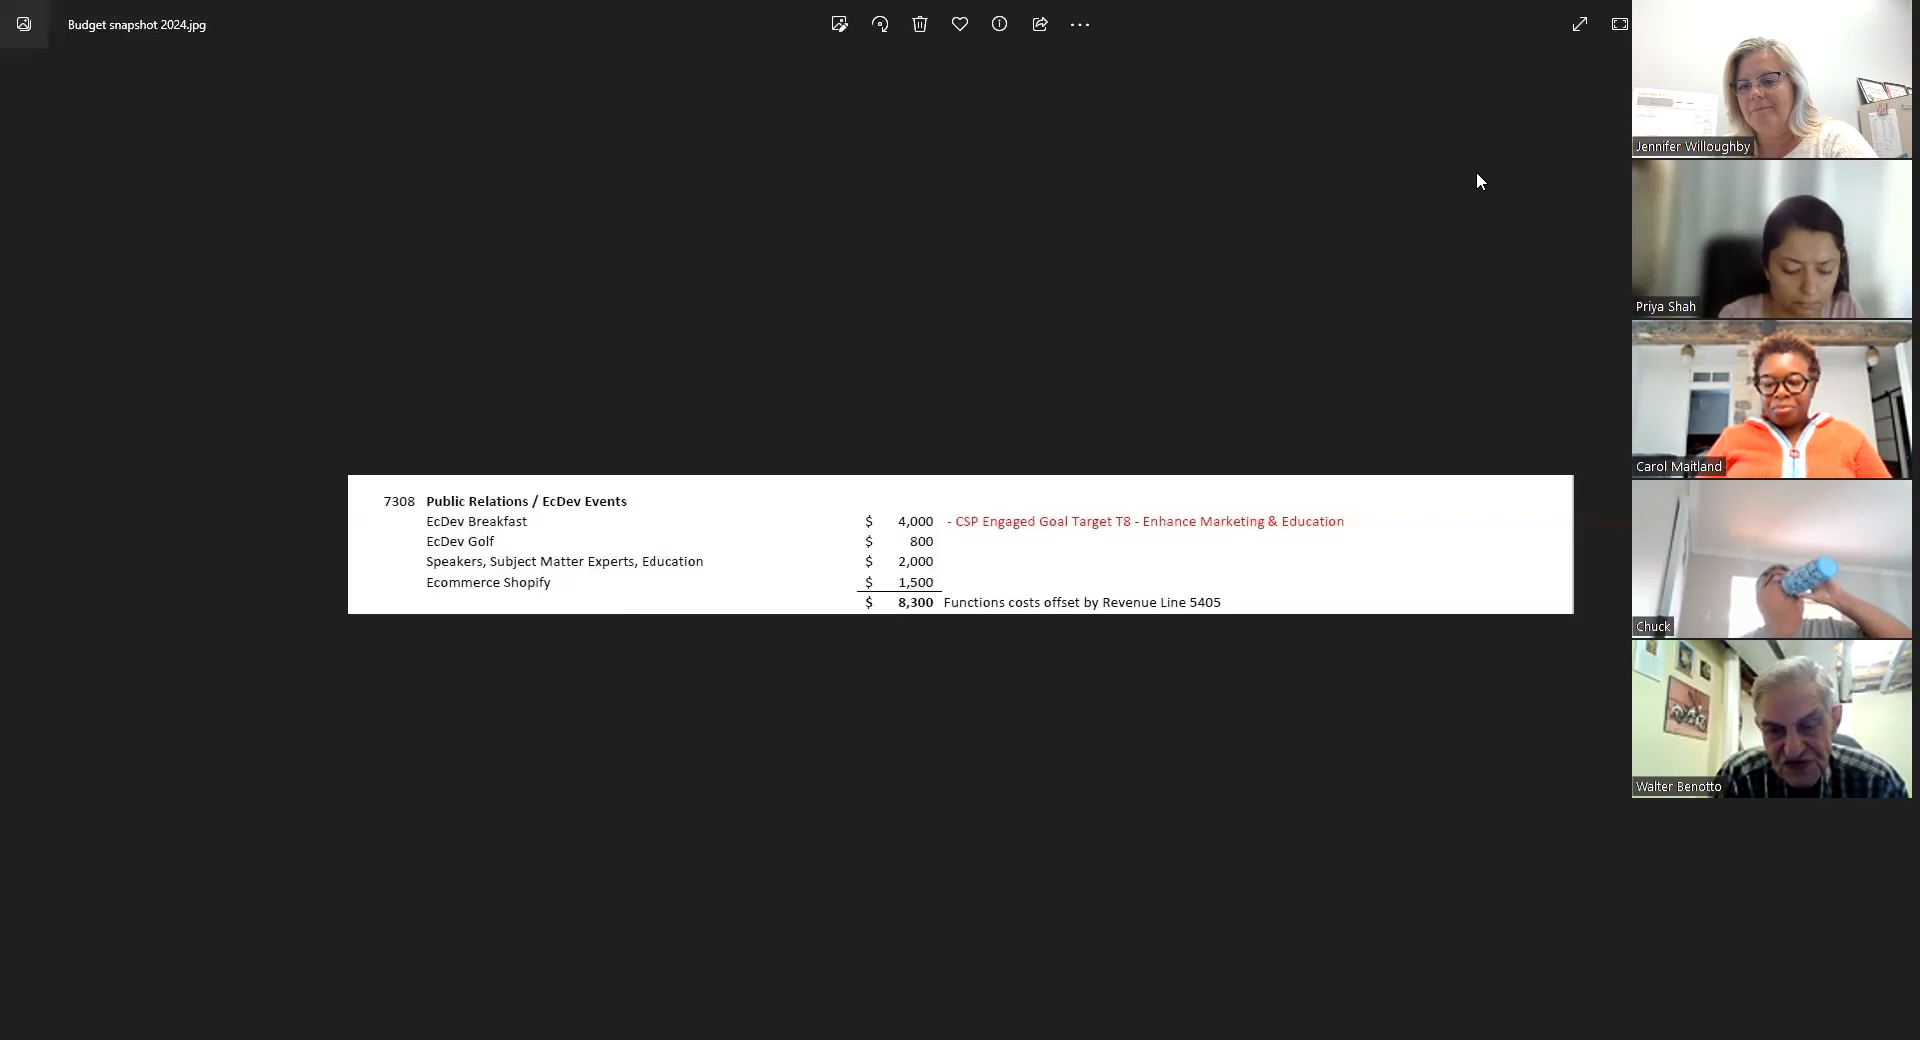 Budget snapshot 2024.jpg
7308 Public Relations / EcDev Events
EcDev Breakfast $ 4,000 - CSP Engaged Goal Target T8 - Enhance Marketing & Education
EcDev Golf $ 800
Speakers, Subject Matter Experts, Education $ 2,000
Ecommerce Shopify $ 1,500
$ 8,300 Functions costs offset by Revenue Line 5405
Jennifer Willoughby
Priya Shah
Carol Maitland
Chuck
Walter Benotto